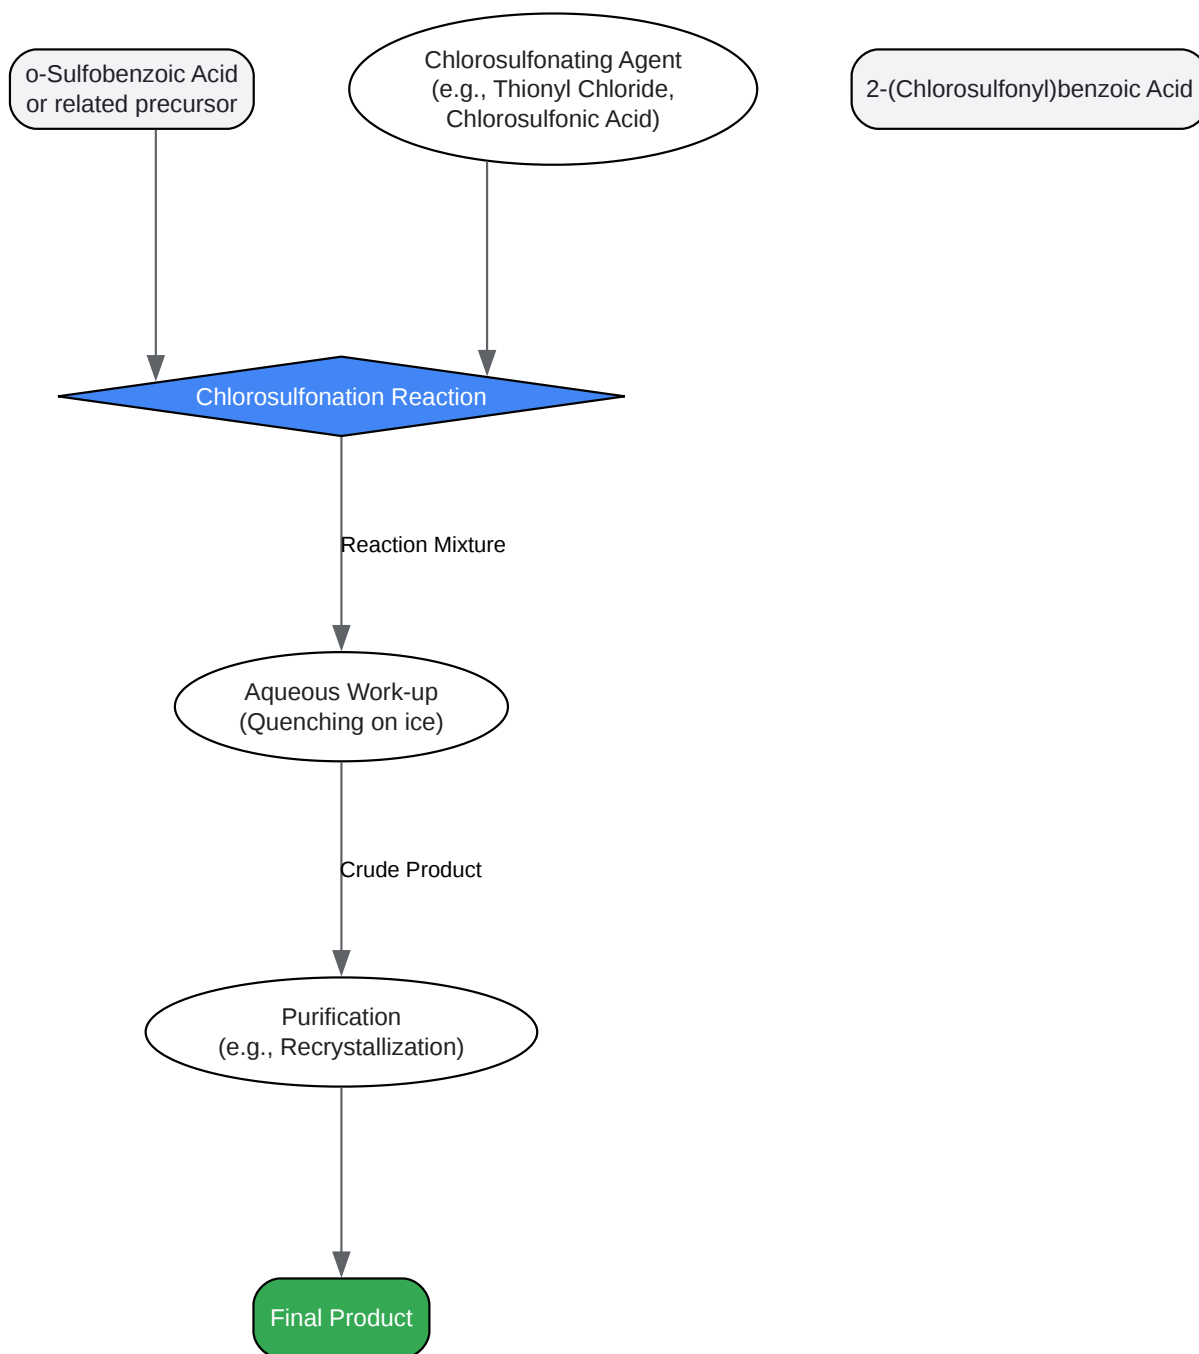 o-Sulfobenzoic Acid
or related precursor
Chlorosulfonating Agent
(e.g., Thionyl Chloride,
Chlorosulfonic Acid)
2-(Chlorosulfonyl)benzoic Acid
Chlorosulfonation Reaction
Reaction Mixture
Aqueous Work-up
(Quenching on ice)
Crude Product
Purification
(e.g., Recrystallization)
Final Product